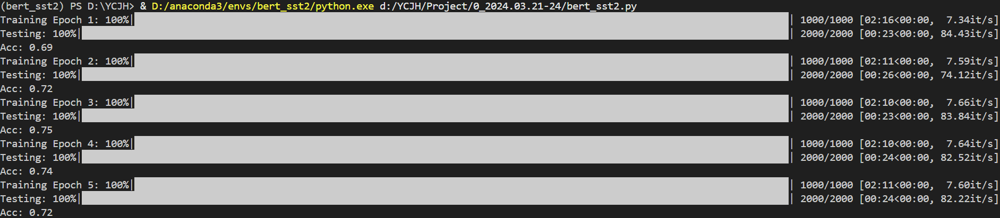 (bert_sst2) PS D:\YCJH> & D:/anaconda3/envs/bert_sst2/python.exe d:/YCJH/Project/0_2024.03.21-24/bert_sst2.py
Training Epoch 1: 100%| | 1000/1000 [02:16<00:00, 7.34it/s]
Testing: 100%| | 2000/2000 [00:23<00:00, 84.43it/s]
Acc: 0.69
Training Epoch 2: 100%| | 1000/1000 [02:11<00:00, 7.59it/s]
Testing: 100%| | 2000/2000 [00:26<00:00, 74.12it/s]
Acc: 0.72
Training Epoch 3: 100%| | 1000/1000 [02:10<00:00, 7.66it/s]
Testing: 100%| | 2000/2000 [00:23<00:00, 83.84it/s]
Acc: 0.75
Training Epoch 4: 100%| | 1000/1000 [02:10<00:00, 7.64it/s]
Testing: 100%| | 2000/2000 [00:24<00:00, 82.52it/s]
Acc: 0.74
Training Epoch 5: 100%| | 1000/1000 [02:11<00:00, 7.60it/s]
Testing: 100%| | 2000/2000 [00:24<00:00, 82.22it/s]
Acc: 0.72